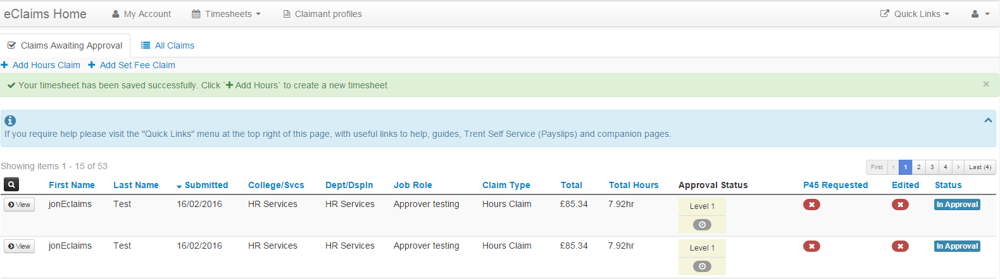 eClaims Home My Account Timesheets Claimant profiles Quick Links
Claims Awaiting Approval All Claims
Add Hours Claim Add Set Fee Claim
Your timesheet has been saved successfully. Click `+ Add Hours` to create a new timesheet ×
If you require help please visit the "Quick Links" menu at the top right of this page, with useful links to help, guides, Trent Self Service (Payslips) and companion pages.
Showing items 1 - 15 of 53 First ‹ 1 2 3 4 › Last (4)
First Name Last Name Submitted College/Svcs Dept/Dspln Job Role Claim Type Total Total Hours Approval Status P45 Requested Edited Status
View jonEclaims Test 16/02/2016 HR Services HR Services Approver testing Hours Claim £85.34 7.92hr Level 1 In Approval
View jonEclaims Test 16/02/2016 HR Services HR Services Approver testing Hours Claim £85.34 7.92hr Level 1 In Approval